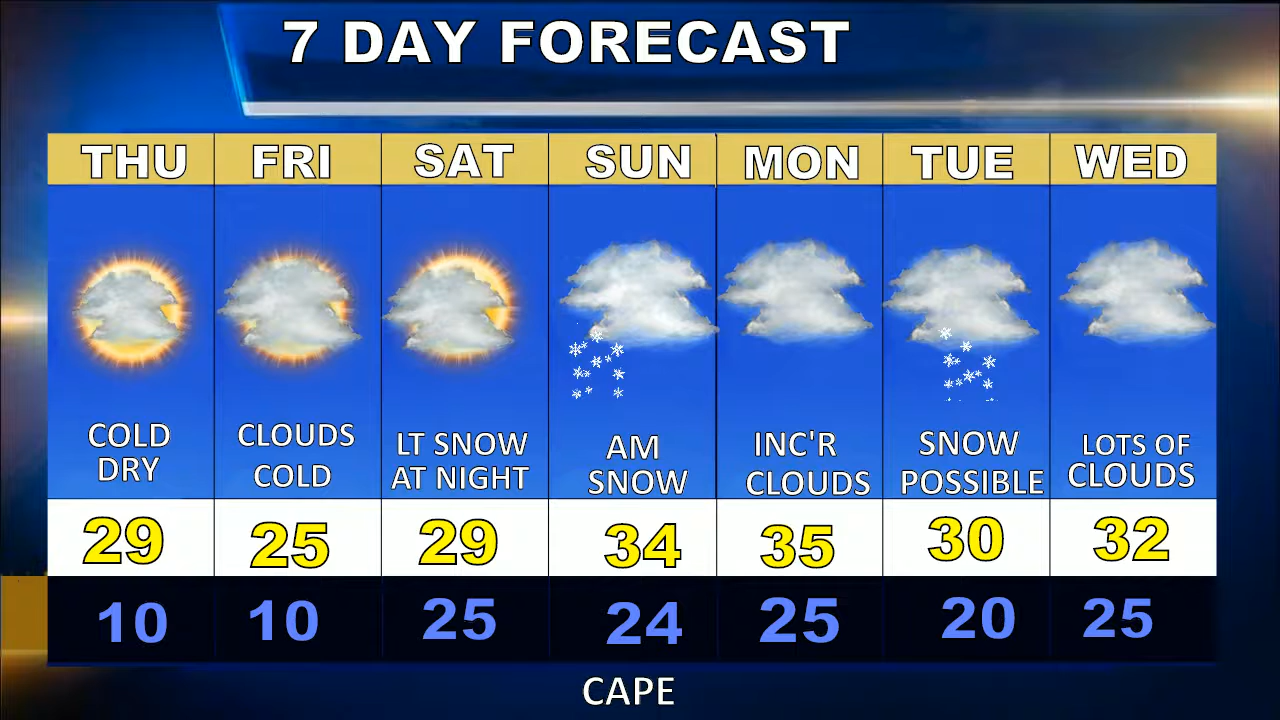 7 DAY FORECAST
THU FRI SAT SUN MON TUE WED
COLD
DRY
CLOUDS
COLD
LT SNOW
AT NIGHT
AM
SNOW
INC'R
CLOUDS
SNOW
POSSIBLE
LOTS OF
CLOUDS
29 25 29 34 35 30 32
10 10 25 24 25 20 25
CAPE